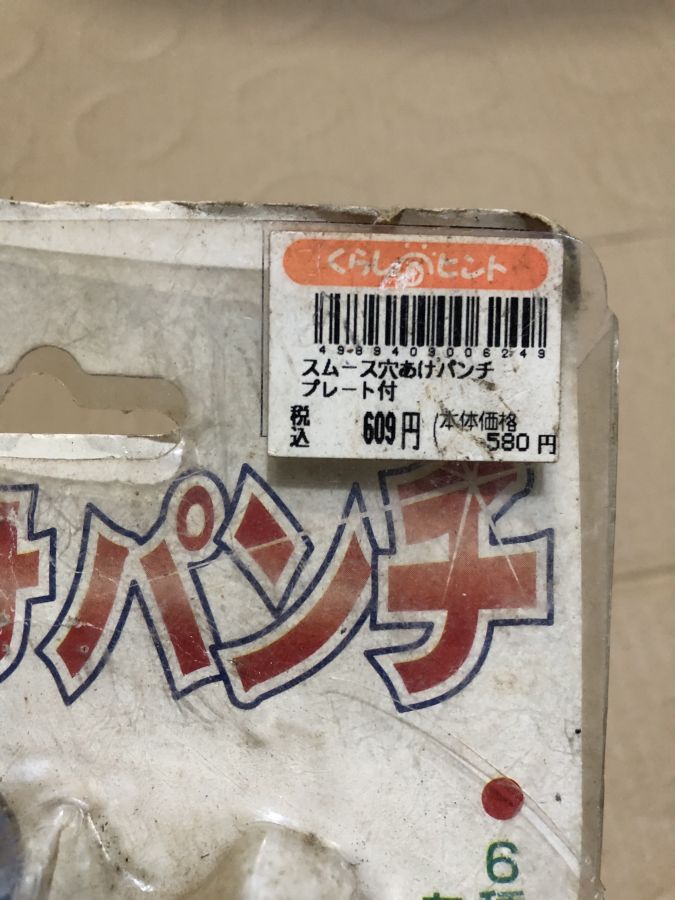 くらし ヒント
4989409006249
スムース穴あけパンチ
プレート付
税込 609円 (本体価格
580円
けパンチ
6